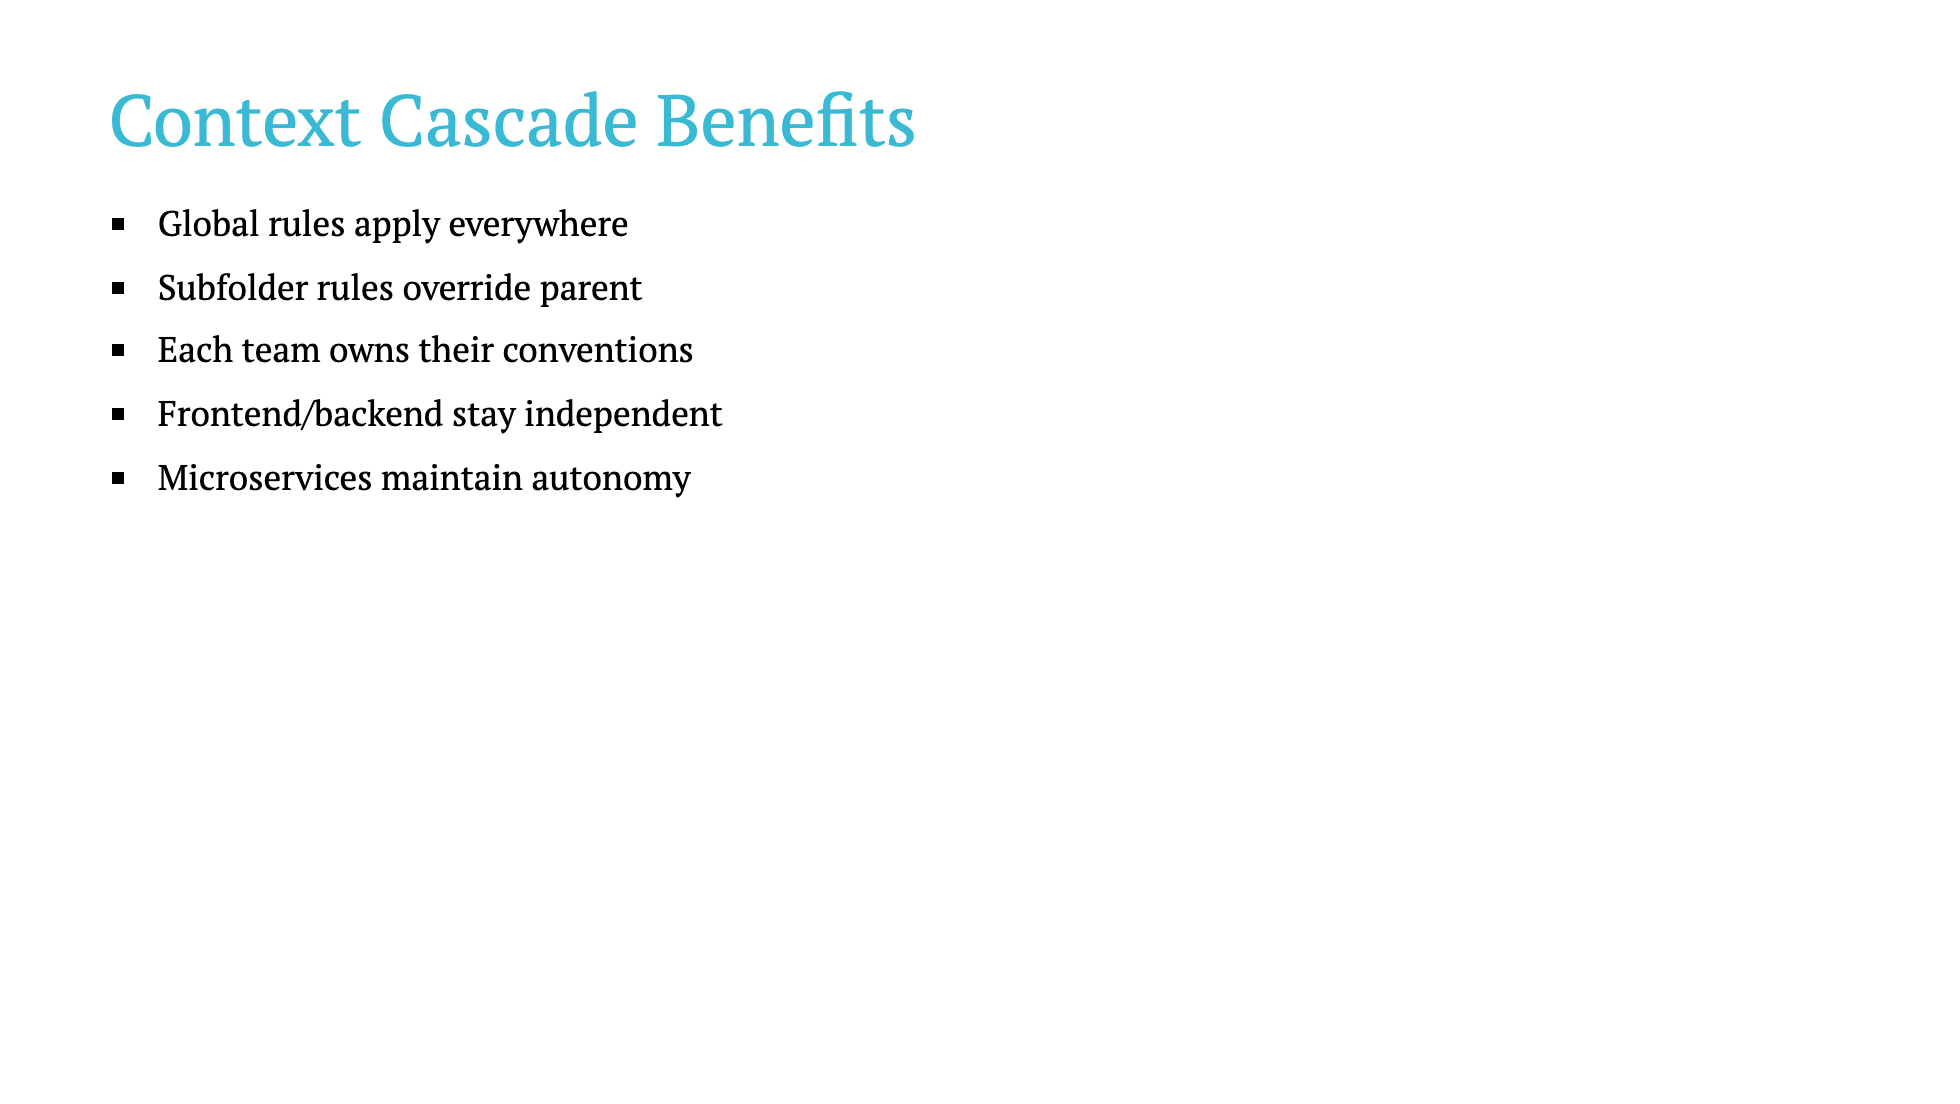 Context Cascade Benefits
▪ Global rules apply everywhere
▪ Subfolder rules override parent
▪ Each team owns their conventions
▪ Frontend/backend stay independent
▪ Microservices maintain autonomy